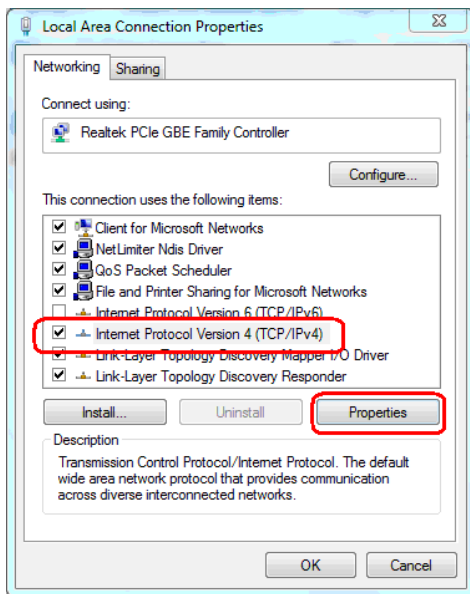 Local Area Connection Properties
Networking
Sharing
Connect using:
Realtek PCIe GBE Family Controller
Configure...
This connection uses the following items:
Client for Microsoft Networks
NetLimiter Ndis Driver
QoS Packet Scheduler
File and Printer Sharing for Microsoft Networks
Internet Protocol Version 6 (TCP/IPv6)
Internet Protocol Version 4 (TCP/IPv4)
Link-Layer Topology Discovery Mapper I/O Driver
Link-Layer Topology Discovery Responder
Install...
Uninstall
Properties
Description
Transmission Control Protocol/Internet Protocol. The default
wide area network protocol that provides communication
across diverse interconnected networks.
OK
Cancel